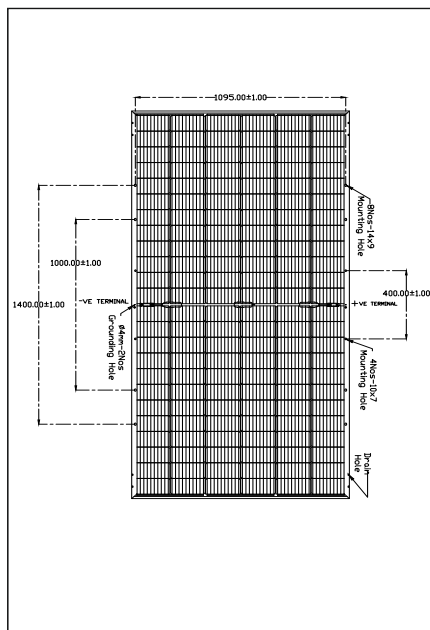 1095.00±1.00
8Nos-14x9
Mounting Hole
1000.00±1.00
400.00±1.00
1400.00±1.00
-VE TERMINAL
+VE TERMINAL
ø4mm-2Nos
Grounding Hole
4Nos-10x7
Mounting Hole
Drain
Hole